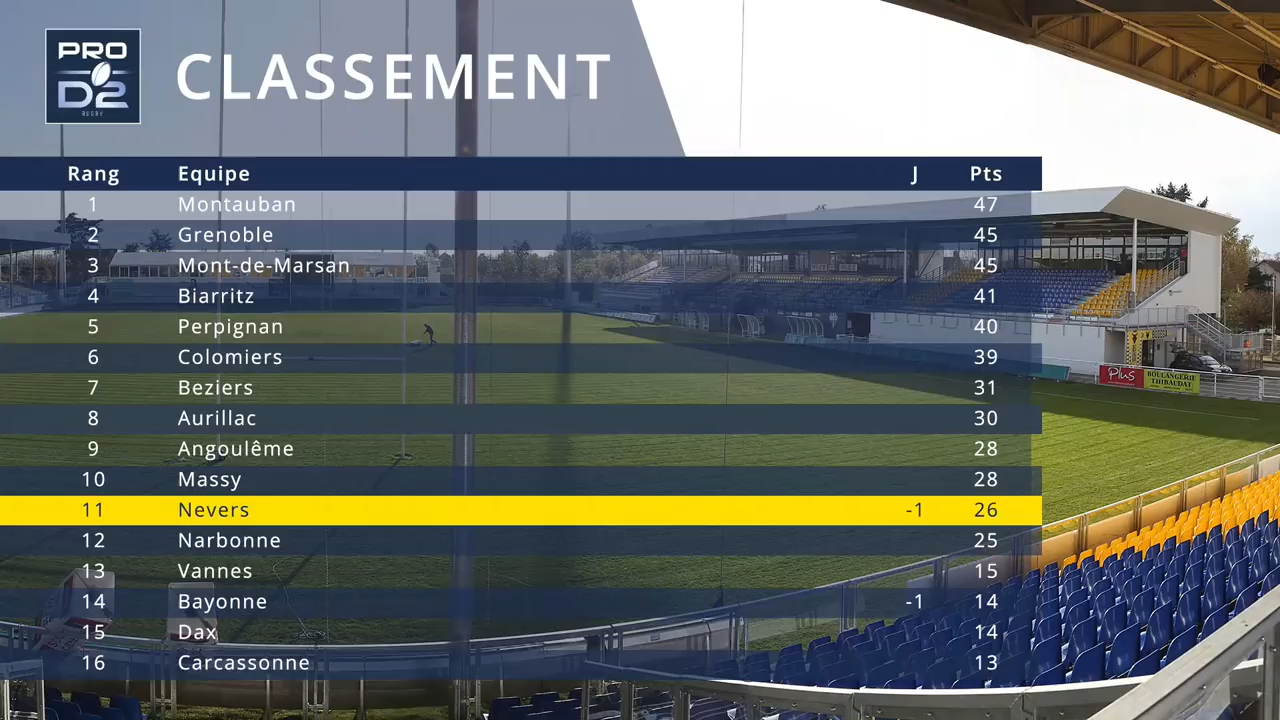 PRO
D2
RUGBY
CLASSEMENT
Rang Equipe J Pts
1 Montauban 47
2 Grenoble 45
3 Mont-de-Marsan 45
4 Biarritz 41
5 Perpignan 40
6 Colomiers 39
7 Beziers 31
8 Aurillac 30
9 Angoulême 28
10 Massy 28
11 Nevers -1 26
12 Narbonne 25
13 Vannes 15
14 Bayonne -1 14
15 Dax 14
16 Carcassonne 13
Plus
BOULANGERIE
THIBAUDAT